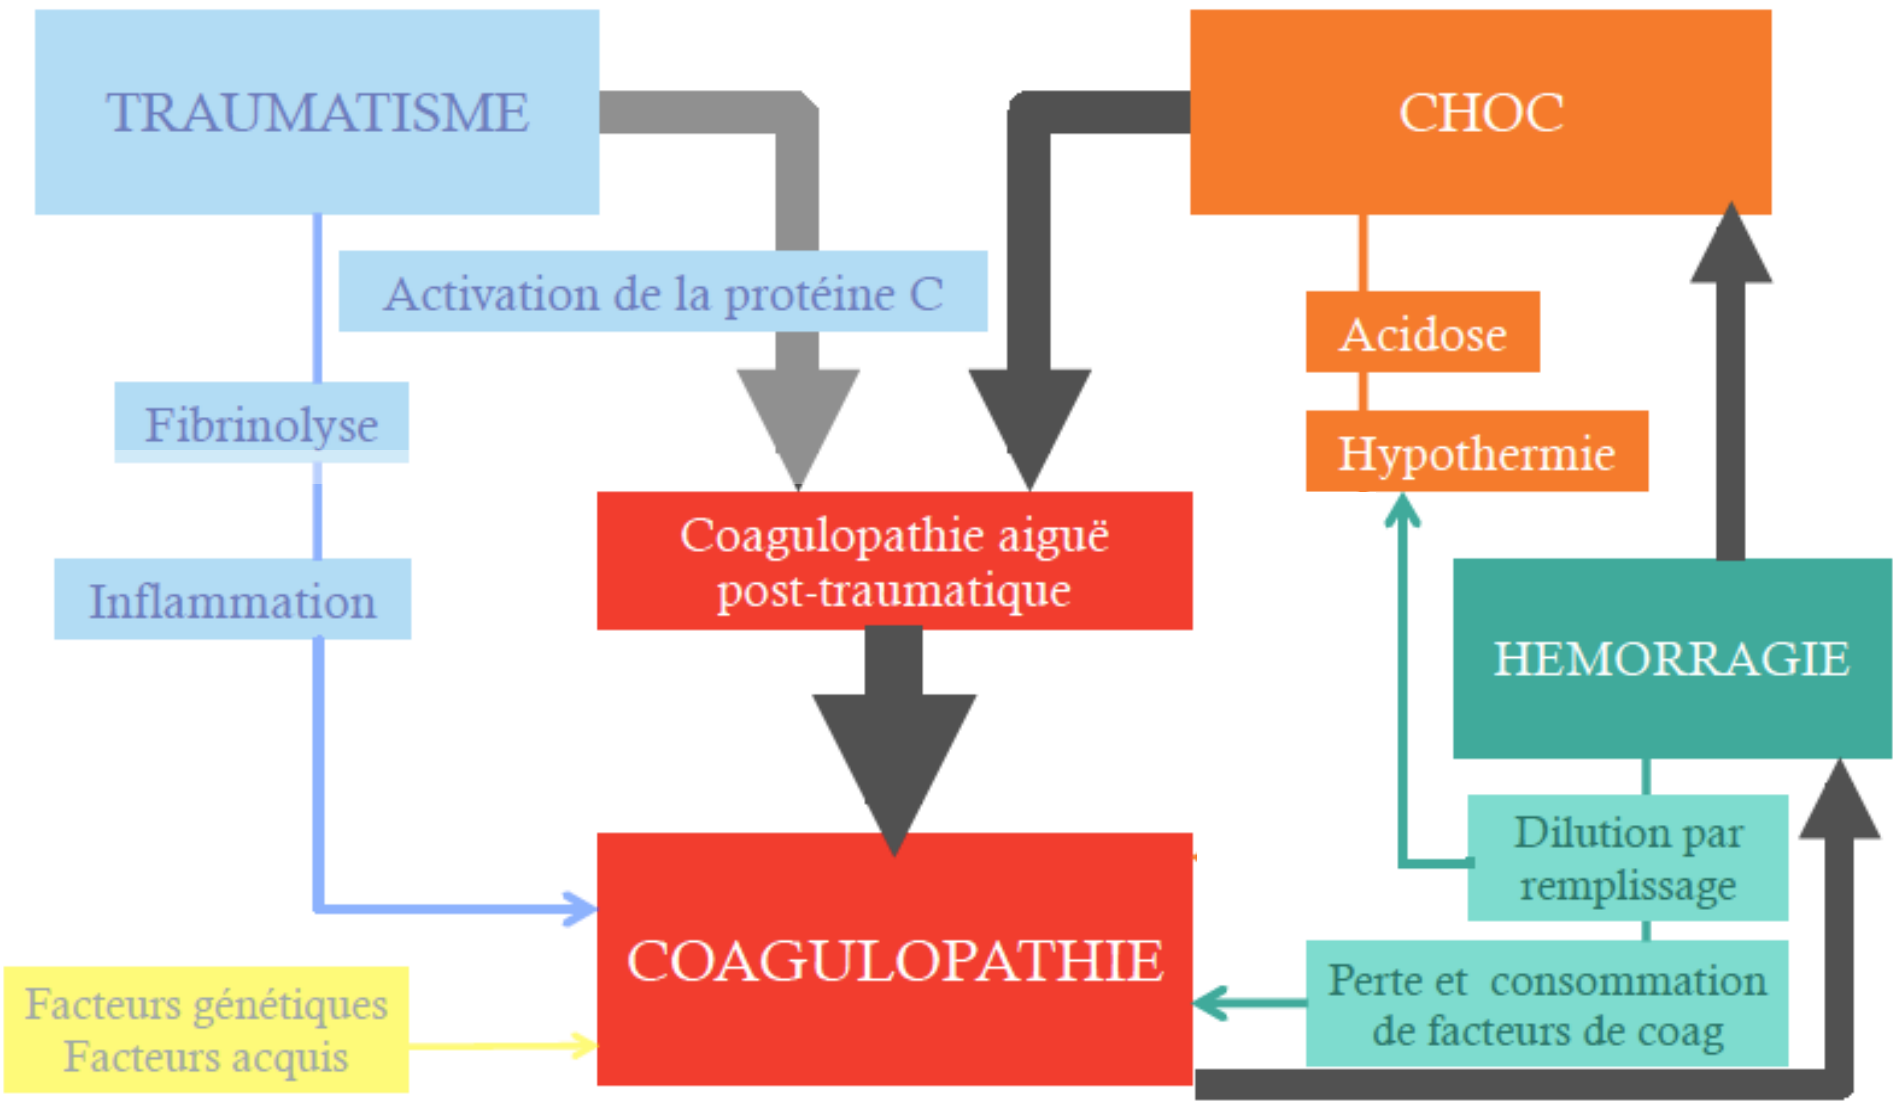 TRAUMATISME
CHOC
Activation de la protéine C
Acidose
Fibrinolyse
Hypothermie
Coagulopathie aiguë
post-traumatique
Inflammation
HEMORRAGIE
Dilution par
remplissage
COAGULOPATHIE
Perte et consommation
de facteurs de coag
Facteurs génétiques
Facteurs acquis